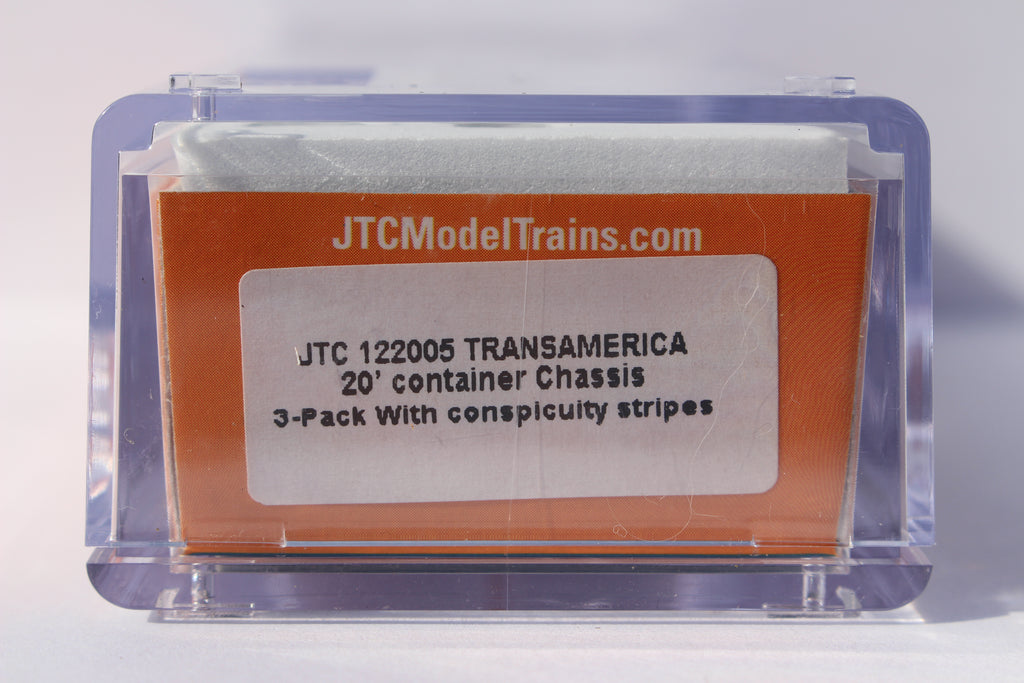 JTCModelTrains.com
JTC 122005 TRANSAMERICA
20' container Chassis
3-Pack With conspicuity stripes